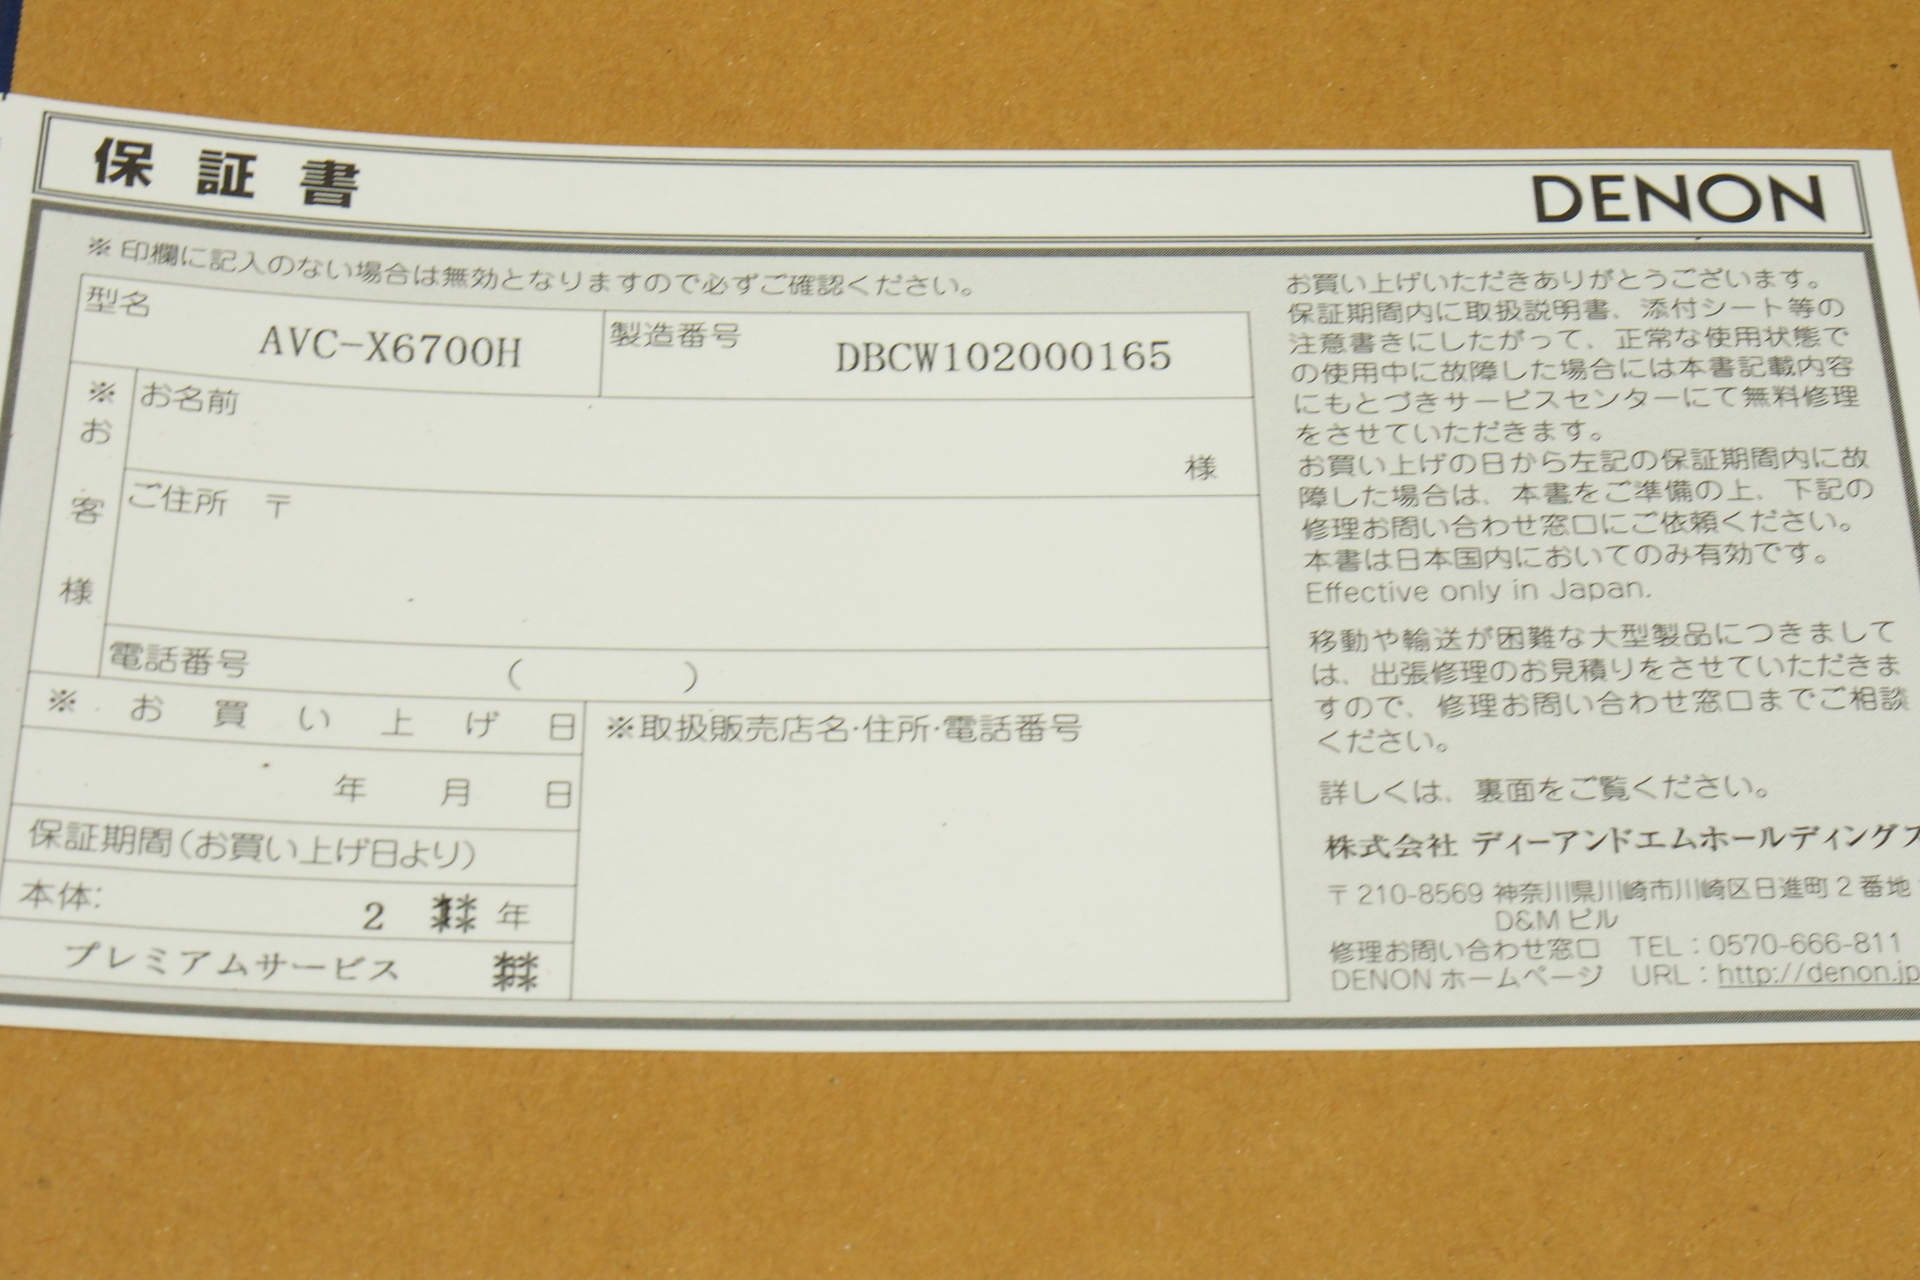 保証書
DENON
※印欄に記入のない場合は無効となりますので必ずご確認ください。
型名
AVC-X6700H
製造番号
DBCW102000165
※お客様
お名前
様
ご住所 〒
電話番号 ( )
※お買い上げ日
年 月 日
保証期間(お買い上げ日より)
本体: 2 年
プレミアムサービス
※取扱販売店名・住所・電話番号
お買い上げいただきありがとうございます。
保証期間内に取扱説明書、添付シート等の
注意書きにしたがって、正常な使用状態で
の使用中に故障した場合には本書記載内容
にもとづきサービスセンターにて無料修理
をさせていただきます。
お買い上げの日から左記の保証期間内に故
障した場合は、本書をご準備の上、下記の
修理お問い合わせ窓口にご依頼ください。
本書は日本国内においてのみ有効です。
Effective only in Japan.
移動や輸送が困難な大型製品につきまして
は、出張修理のお見積りをさせていただきま
すので、修理お問い合わせ窓口までご相談
ください。
詳しくは、裏面をご覧ください。
株式会社 ディーアンドエムホールディングス
〒210-8569 神奈川県川崎市川崎区日進町2番地
D&Mビル
修理お問い合わせ窓口 TEL:0570-666-811
DENONホームページ URL:http://denon.jp